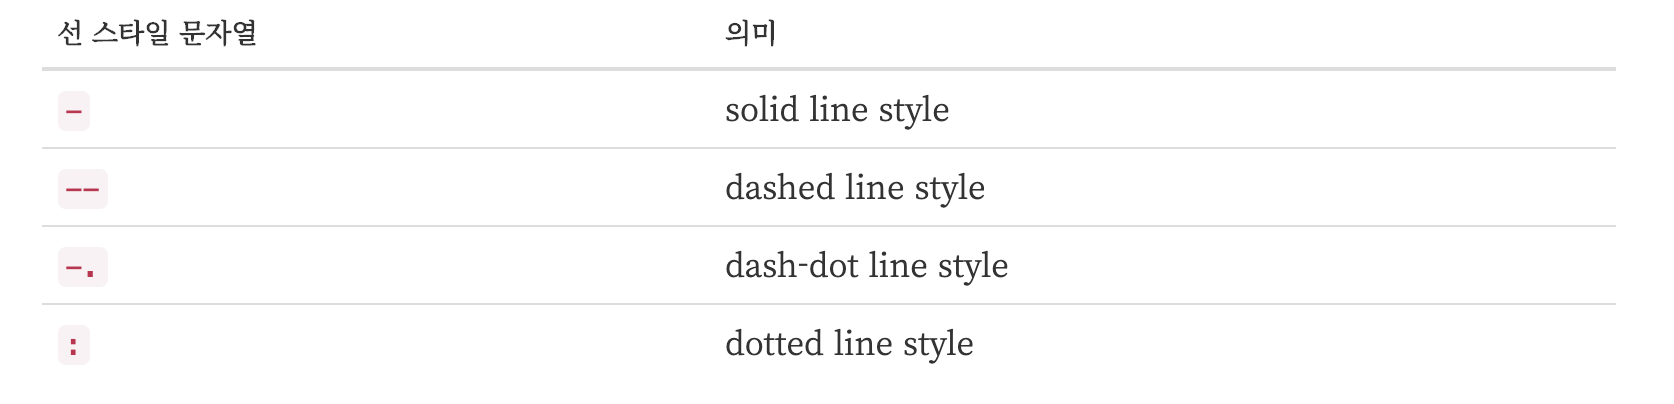 선 스타일 문자열 의미
- solid line style
-- dashed line style
-. dash-dot line style
: dotted line style